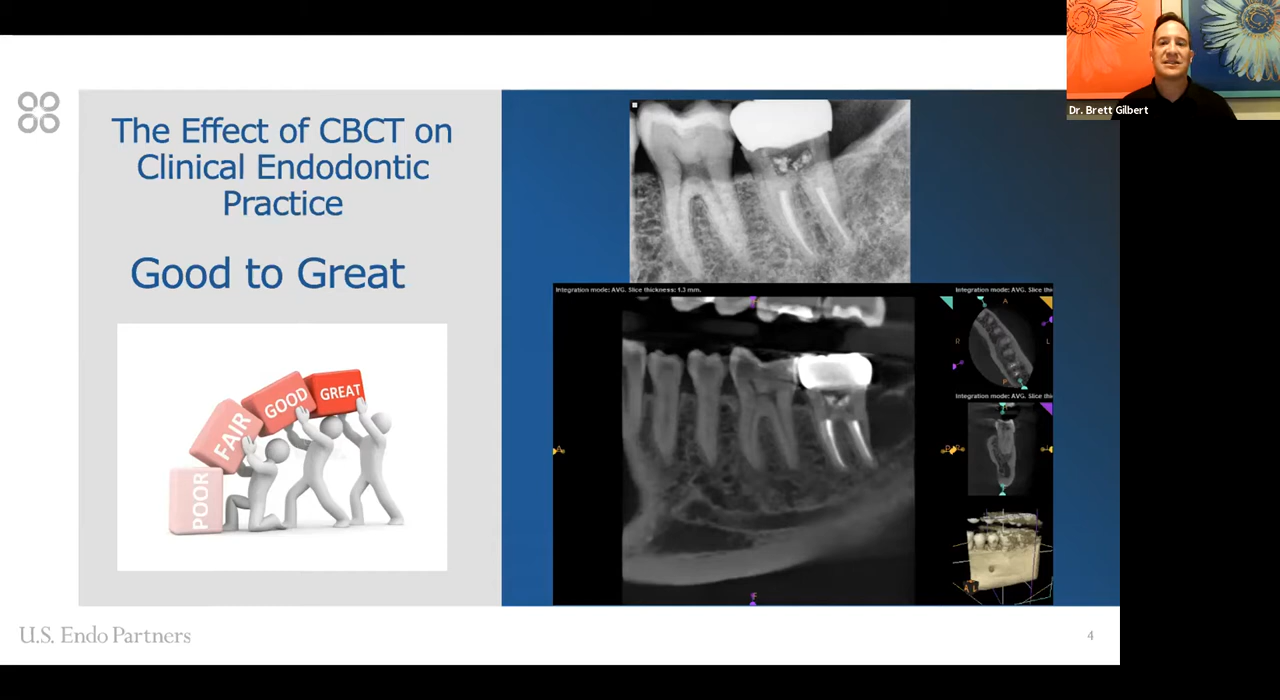 Dr. Brett Gilbert
The Effect of CBCT on
Clinical Endodontic
Practice
Good to Great
POOR
FAIR
GOOD
GREAT
Integration mode: AVG. Slice thickness: 1.3 mm.
Integration mode: AVG. Slice thi
A
R
L
P
Integration mode: AVG. Slice thi
A
F
A L
U.S. Endo Partners
4